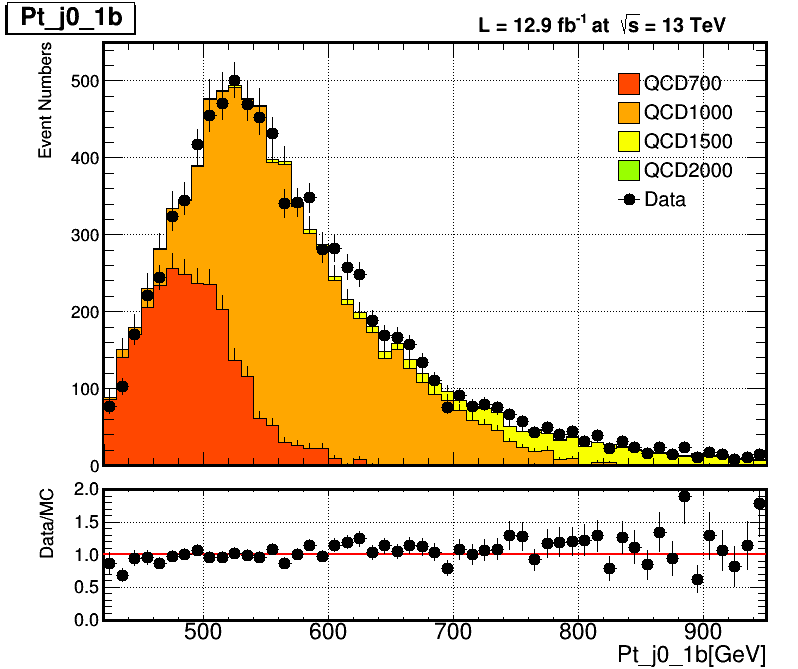 Pt_j0_1b
L = 12.9 fb-1 at √s = 13 TeV
Event Numbers
500
400
300
200
100
0
QCD700
QCD1000
QCD1500
QCD2000
Data
Data/MC
2.0
1.5
1.0
0.5
0.0
500 600 700 800 900
Pt_j0_1b[GeV]